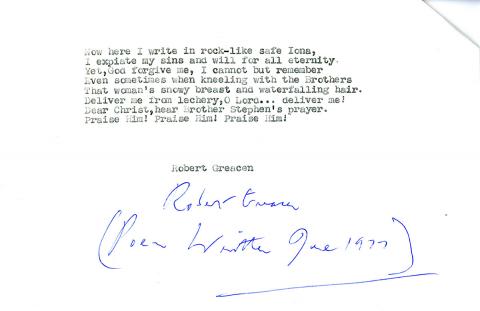 Now here I write in rock-like safe Iona,
I expiate my sins and will for all eternity.
Yet,God forgive me, I cannot but remember
Even sometimes when kneeling with the Brothers
That woman's snowy breast and waterfalling hair.
Deliver me from lechery,O Lord... deliver me!
Dear Christ,hear Brother Stephen's prayer.
Praise Him! Praise Him! Praise Him!
Robert Greacen
Robert Greacen
(Poem Written June 1977)